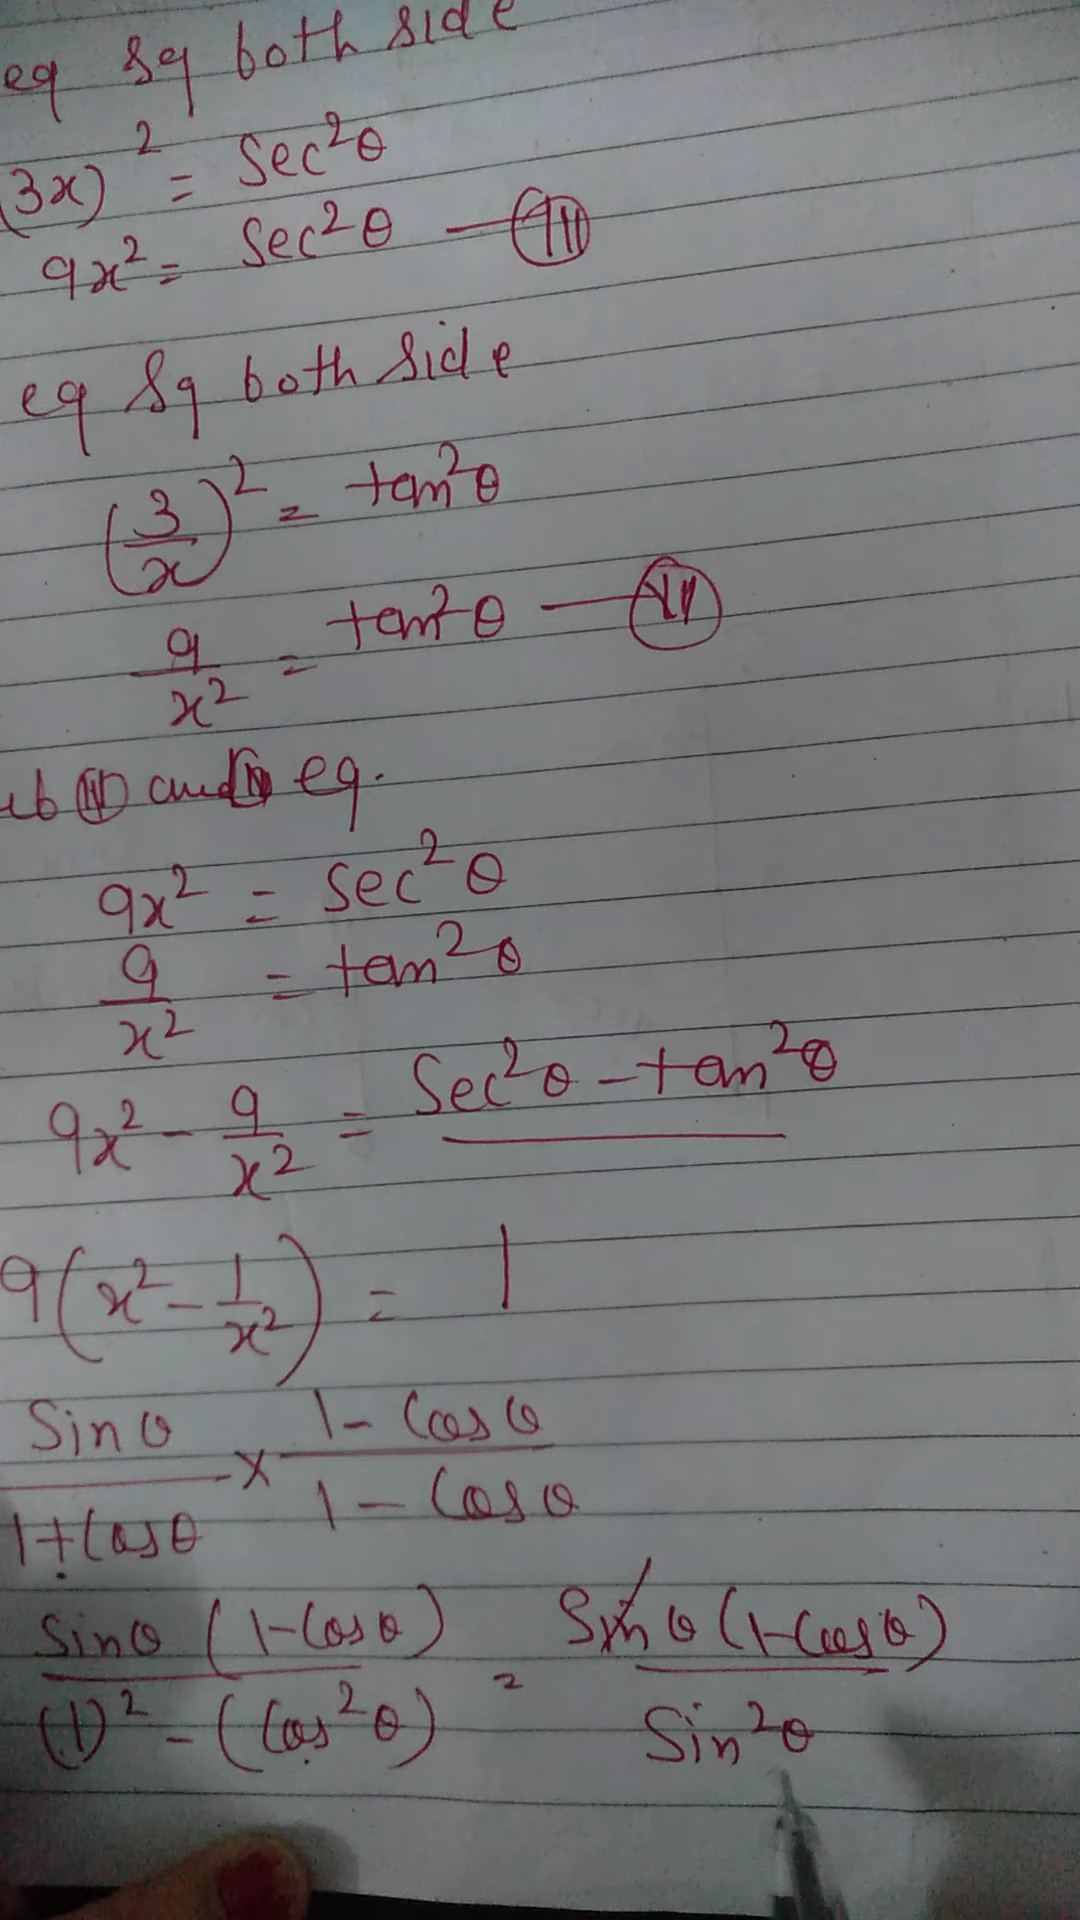 eq sq both side
(3x)² = Sec²θ
9x² = Sec²θ —
eq Sq both side
(3/x)² = tan²θ
9/x² = tan²θ —
and eq.
9x² = Sec²θ
9/x² = tan²θ
9x² - 9/x² = Sec²θ - tan²θ
9(x² - 1/x²) = 1
Sinθ/1+Cosθ × 1-Cosθ/1-Cosθ
Sinθ(1-Cosθ)/(1)²-(Cos²θ) = Sinθ(1-Cosθ)/Sin²θ